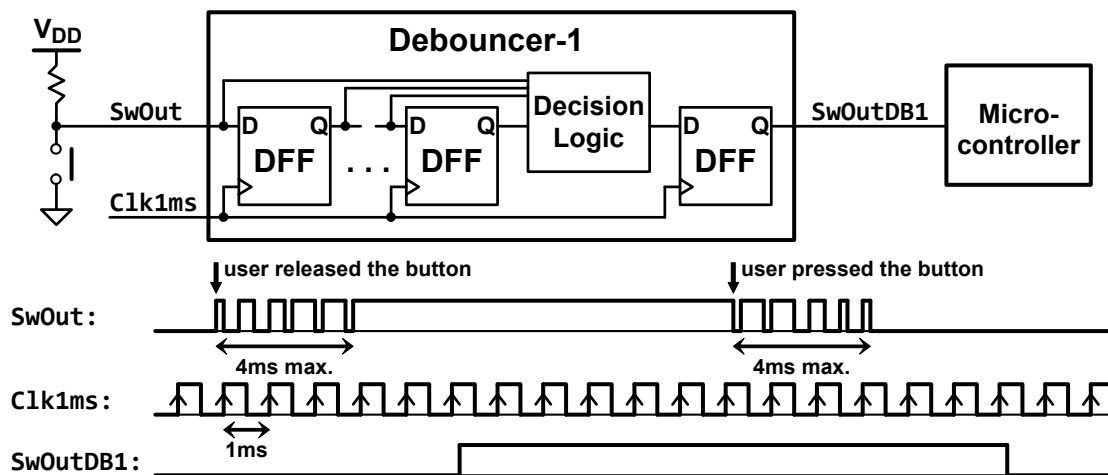 V_DD
Debouncer-1
SwOut
D Q
DFF
. . .
D Q
DFF
Decision
Logic
D Q
DFF
SwOutDB1
Micro-
controller
Clk1ms
user released the button
user pressed the button
SwOut:
4ms max.
4ms max.
Clk1ms:
1ms
SwOutDB1: